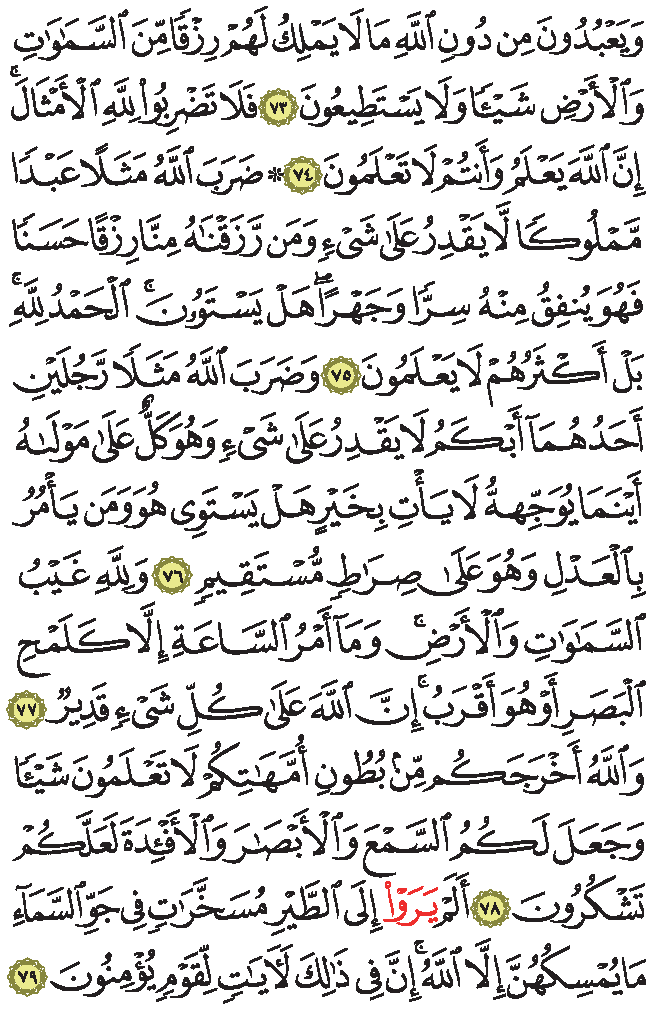 وَيَعْبُدُونَ مِن دُونِ ٱللَّهِ مَا لَا يَمْلِكُ لَهُمْ رِزْقًا مِّنَ ٱلسَّمَٰوَٰتِ
وَٱلْأَرْضِ شَيْـًٔا وَلَا يَسْتَطِيعُونَ ٧٣ فَلَا تَضْرِبُوا۟ لِلَّهِ ٱلْأَمْثَالَ ۚ
إِنَّ ٱللَّهَ يَعْلَمُ وَأَنتُمْ لَا تَعْلَمُونَ ٧٤ * ضَرَبَ ٱللَّهُ مَثَلًا عَبْدًا
مَّمْلُوكًا لَّا يَقْدِرُ عَلَىٰ شَىْءٍ وَمَن رَّزَقْنَٰهُ مِنَّا رِزْقًا حَسَنًا
فَهُوَ يُنفِقُ مِنْهُ سِرًّا وَجَهْرًا ۖ هَلْ يَسْتَوُۥنَ ۚ ٱلْحَمْدُ لِلَّهِ ۚ
بَلْ أَكْثَرُهُمْ لَا يَعْلَمُونَ ٧٥ وَضَرَبَ ٱللَّهُ مَثَلًا رَّجُلَيْنِ
أَحَدُهُمَآ أَبْكَمُ لَا يَقْدِرُ عَلَىٰ شَىْءٍ وَهُوَ كَلٌّ عَلَىٰ مَوْلَىٰهُ
أَيْنَمَا يُوَجِّههُّ لَا يَأْتِ بِخَيْرٍ هَلْ يَسْتَوِى هُوَ وَمَن يَأْمُرُ
بِٱلْعَدْلِ وَهُوَ عَلَىٰ صِرَٰطٍ مُّسْتَقِيمٍ ٧٦ وَلِلَّهِ غَيْبُ
ٱلسَّمَٰوَٰتِ وَٱلْأَرْضِ ۚ وَمَآ أَمْرُ ٱلسَّاعَةِ إِلَّا كَلَمْحِ
ٱلْبَصَرِ أَوْ هُوَ أَقْرَبُ ۚ إِنَّ ٱللَّهَ عَلَىٰ كُلِّ شَىْءٍ قَدِيرٌ ٧٧
وَٱللَّهُ أَخْرَجَكُم مِّنۢ بُطُونِ أُمَّهَٰتِكُمْ لَا تَعْلَمُونَ شَيْـًٔا
وَجَعَلَ لَكُمُ ٱلسَّمْعَ وَٱلْأَبْصَٰرَ وَٱلْأَفْـِٔدَةَ لَعَلَّكُمْ
تَشْكُرُونَ ٧٨ أَلَمْ يَرَوْا۟ إِلَى ٱلطَّيْرِ مُسَخَّرَٰتٍ فِى جَوِّ ٱلسَّمَآءِ
مَا يُمْسِكُهُنَّ إِلَّا ٱللَّهُ ۗ إِنَّ فِى ذَٰلِكَ لَـَٔايَٰتٍ لِّقَوْمٍ يُؤْمِنُونَ ٧٩